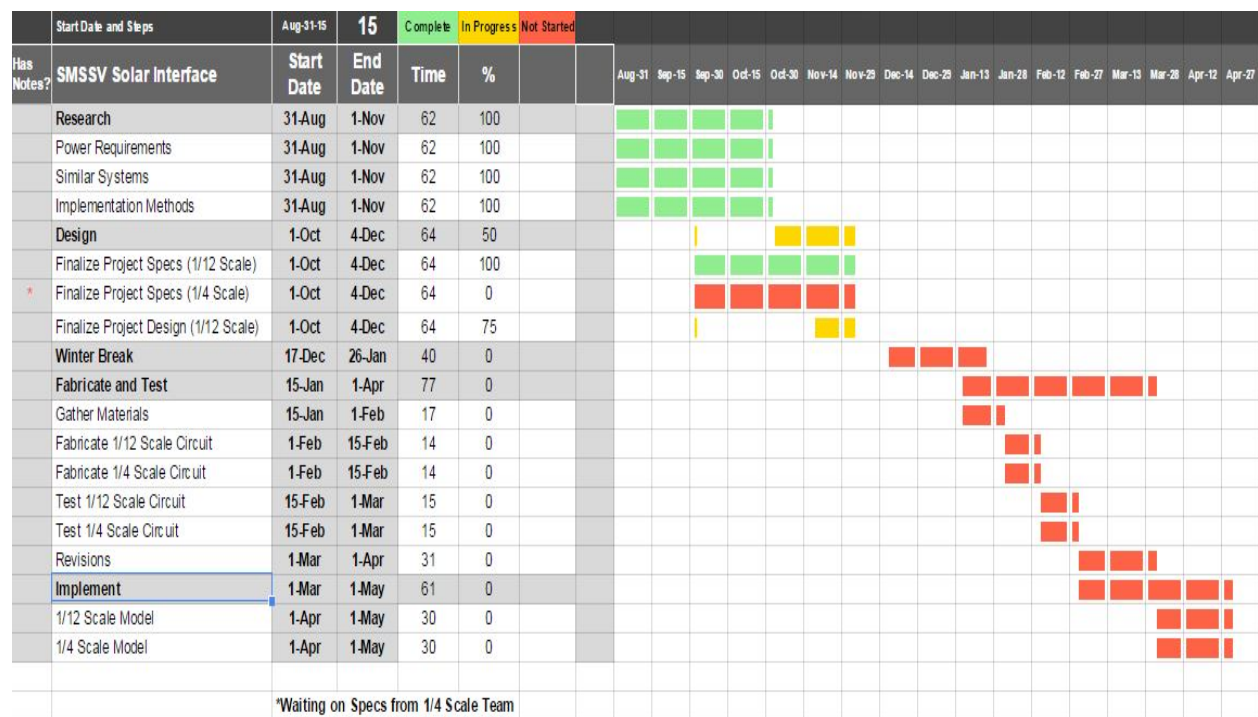 Start Date and Steps Aug-31-15 15 Complete In Progress Not Started
Has Notes? SMSSV Solar Interface Start Date End Date Time % Aug-31 Sep-15 Sep-30 Oct-15 Oct-30 Nov-14 Nov-29 Dec-14 Dec-29 Jan-13 Jan-28 Feb-12 Feb-27 Mar-13 Mar-28 Apr-12 Apr-27
Research 31-Aug 1-Nov 62 100
Power Requirements 31-Aug 1-Nov 62 100
Similar Systems 31-Aug 1-Nov 62 100
Implementation Methods 31-Aug 1-Nov 62 100
Design 1-Oct 4-Dec 64 50
Finalize Project Specs (1/12 Scale) 1-Oct 4-Dec 64 100
* Finalize Project Specs (1/4 Scale) 1-Oct 4-Dec 64 0
Finalize Project Design (1/12 Scale) 1-Oct 4-Dec 64 75
Winter Break 17-Dec 26-Jan 40 0
Fabricate and Test 15-Jan 1-Apr 77 0
Gather Materials 15-Jan 1-Feb 17 0
Fabricate 1/12 Scale Circuit 1-Feb 15-Feb 14 0
Fabricate 1/4 Scale Circuit 1-Feb 15-Feb 14 0
Test 1/12 Scale Circuit 15-Feb 1-Mar 15 0
Test 1/4 Scale Circuit 15-Feb 1-Mar 15 0
Revisions 1-Mar 1-Apr 31 0
Implement 1-Mar 1-May 61 0
1/12 Scale Model 1-Apr 1-May 30 0
1/4 Scale Model 1-Apr 1-May 30 0
*Waiting on Specs from 1/4 Scale Team